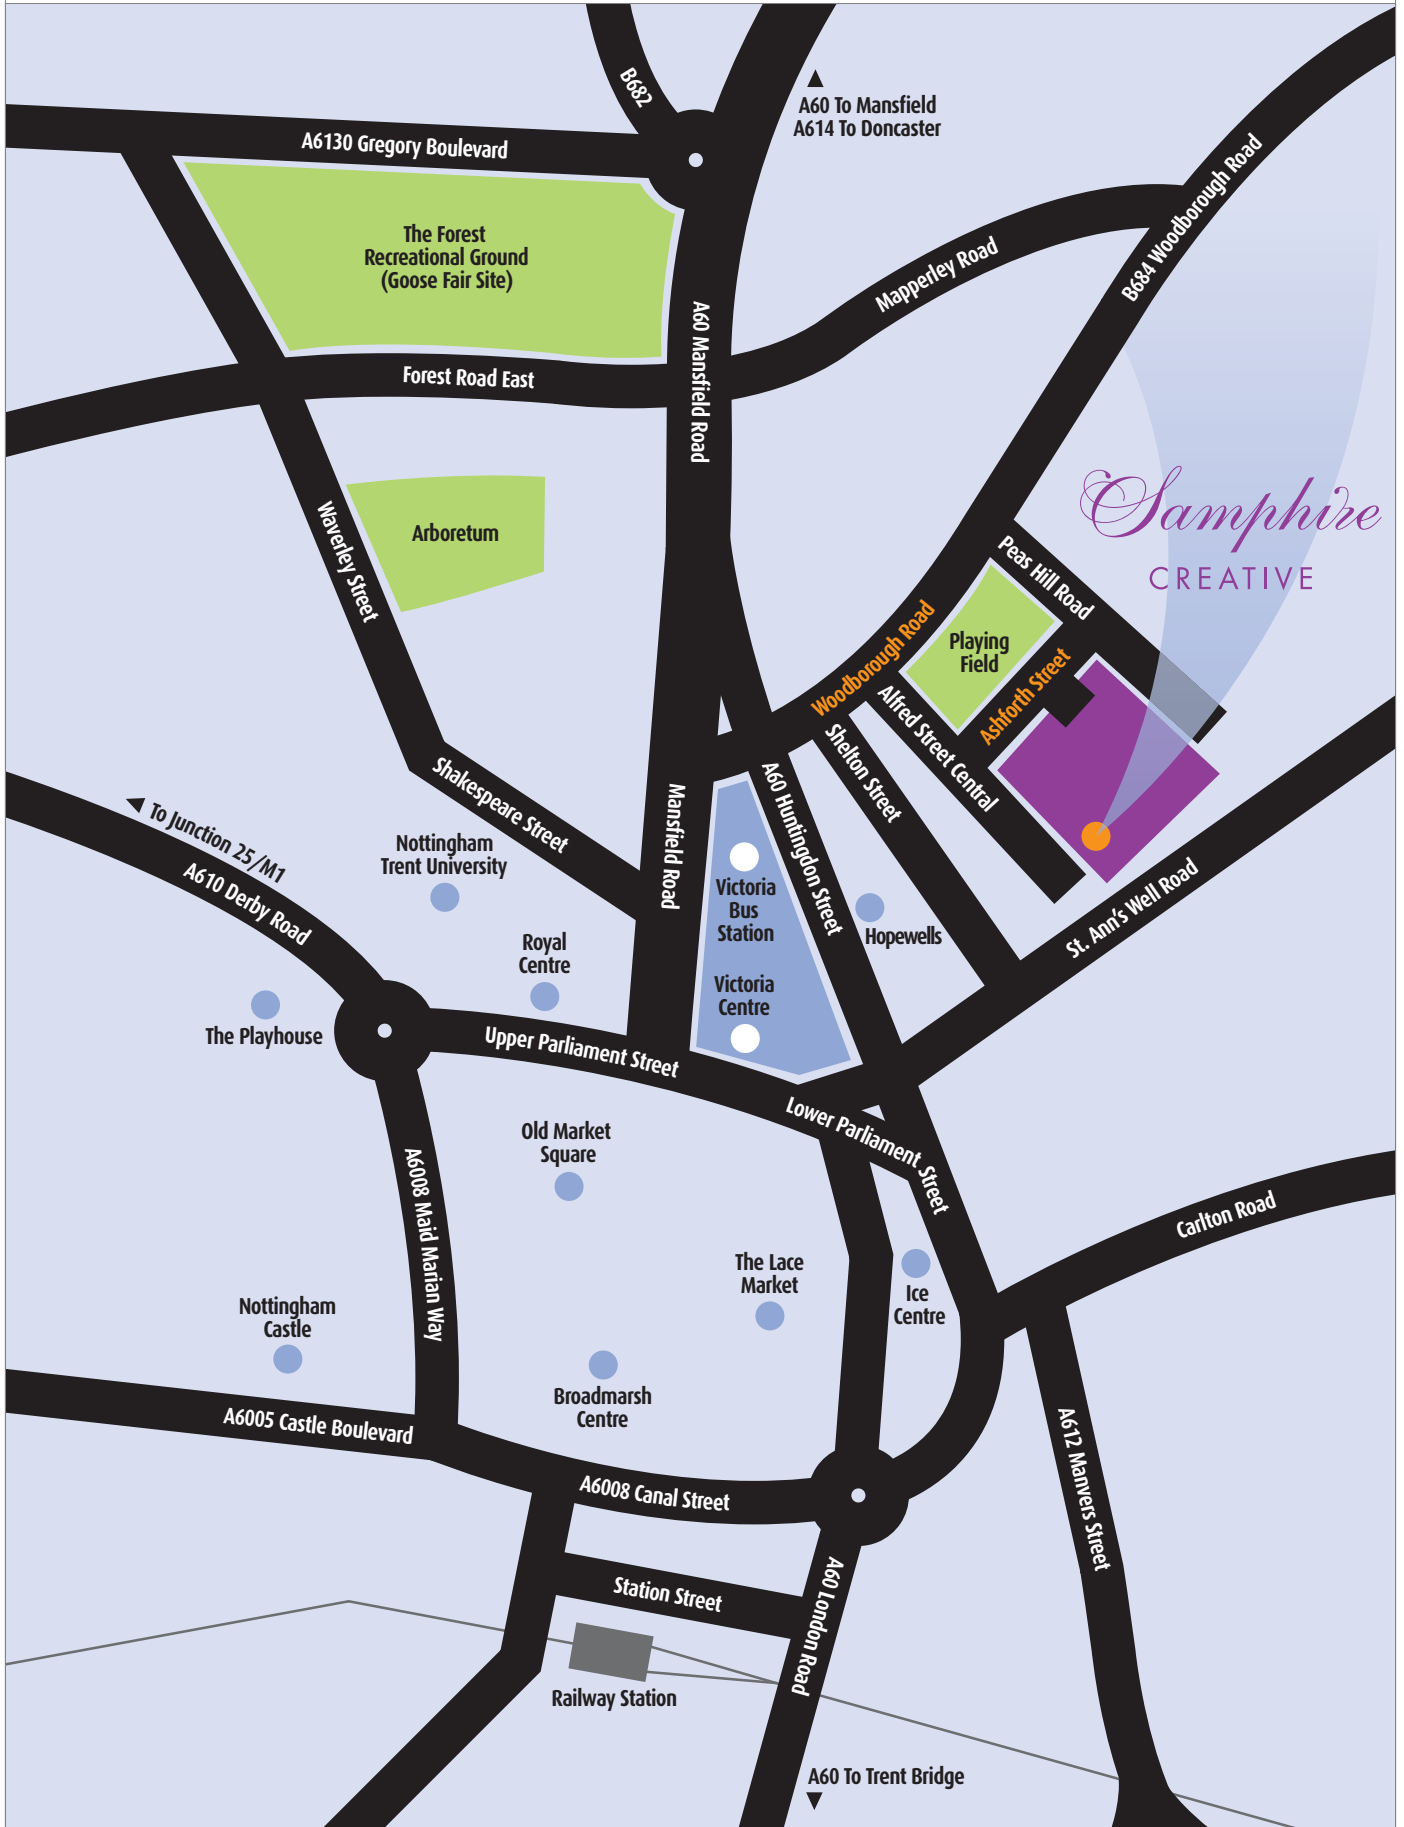 B682
A60 To Mansfield
A614 To Doncaster
A6130 Gregory Boulevard
B684 Woodborough Road
The Forest
Recreational Ground
(Goose Fair Site)
Mapperley Road
A60 Mansfield Road
Forest Road East
Samphire
CREATIVE
Arboretum
Waverley Street
Peas Hill Road
Woodborough Road
Playing
Field
Ashforth Street
Alfred Street Central
Shelton Street
Shakespeare Street
Mansfield Road
A60 Huntingdon Street
To Junction 25/M1
A610 Derby Road
Nottingham
Trent University
Victoria
Bus
Station
Hopewells
St. Ann's Well Road
Royal
Centre
Victoria
Centre
The Playhouse
Upper Parliament Street
Lower Parliament Street
Old Market
Square
A6008 Maid Marian Way
Carlton Road
The Lace
Market
Ice
Centre
Nottingham
Castle
Broadmarsh
Centre
A6005 Castle Boulevard
A6008 Canal Street
A612 Manvers Street
Station Street
A60 London Road
Railway Station
A60 To Trent Bridge